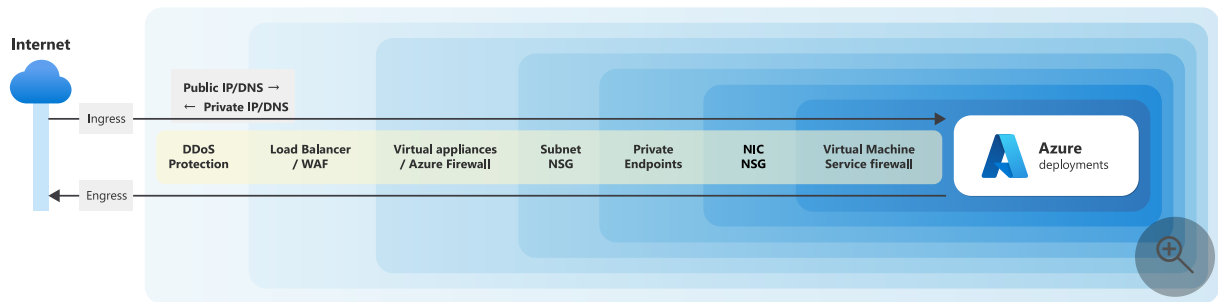 Internet
Public IP/DNS →
← Private IP/DNS
Ingress
DDoS
Protection
Load Balancer
/ WAF
Virtual appliances
/ Azure Firewall
Subnet
NSG
Private
Endpoints
NIC
NSG
Virtual Machine
Service firewall
Azure
deployments
Engress